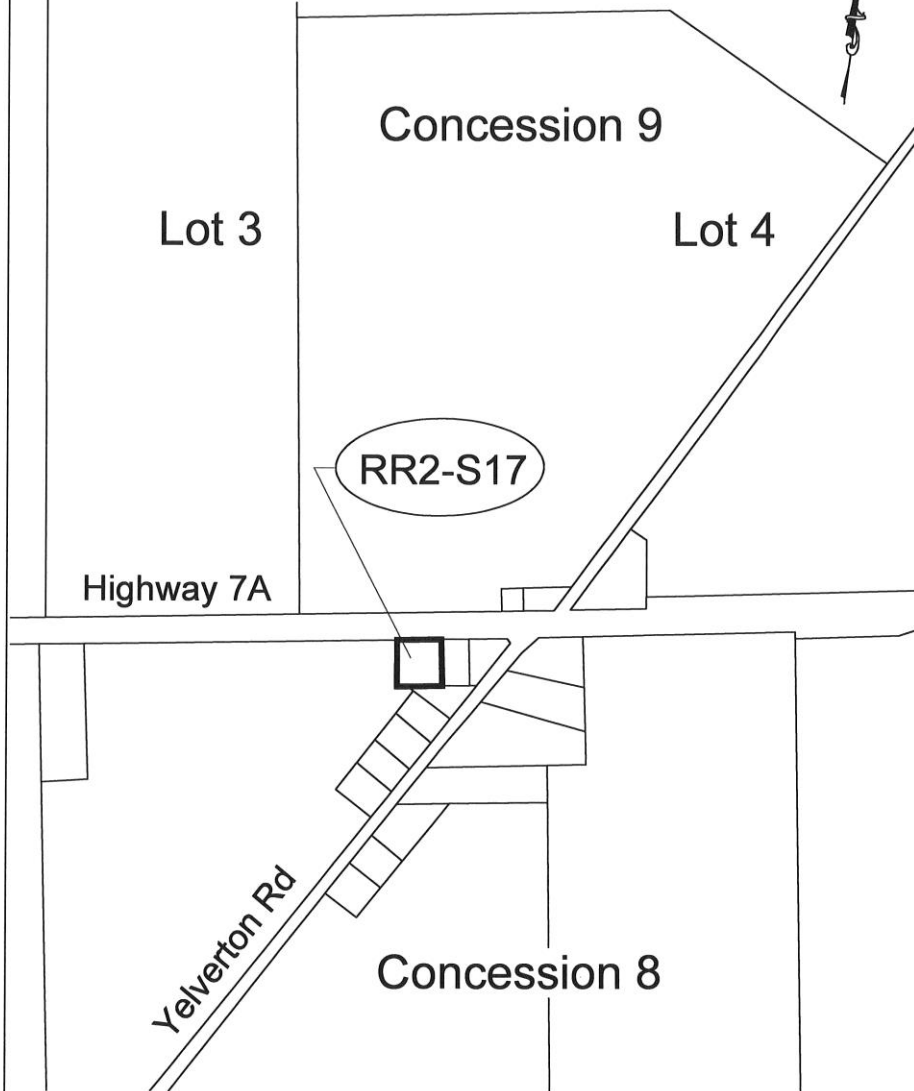 Concession 9
Lot 3
Lot 4
RR2-S17
Highway 7A
Yelverton Rd
Concession 8